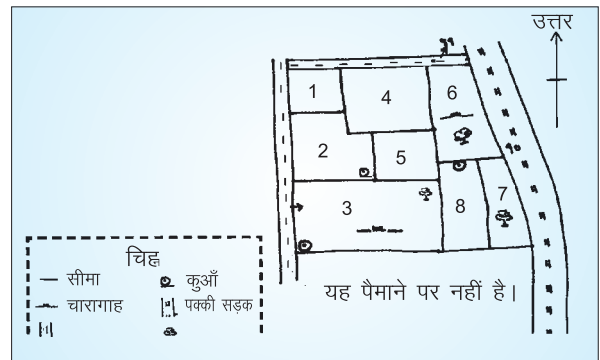 उत्तर
1
4
6
2
5
3
8
7
चिह्न
सीमा
कुआँ
चारागाह
पक्की सड़क
यह पैमाने पर नहीं है।